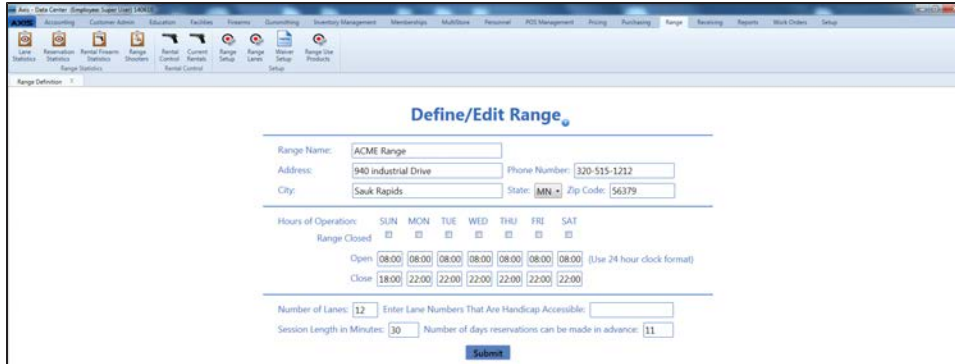 Axis - Data Center (Employee: Super User) 140610
AXIS Accounting Customer Admin Education Facilities Firearms Gunsmithing Inventory Management Memberships MultiStore Personnel POS Management Pricing Purchasing Range Receiving Reports Work Orders Setup
Lane Statistics Reservation Statistics Rental Firearm Statistics Range Shooters Rental Control Current Rentals Range Setup Range Lanes Waiver Setup Range Use Products
Range Statistics Rental Control Setup
Range Definition
Define/Edit Range
Range Name: ACME Range
Address: 940 industrial Drive Phone Number: 320-515-1212
City: Sauk Rapids State: MN Zip Code: 56379
Hours of Operation: SUN MON TUE WED THU FRI SAT
Range Closed
Open 08:00 08:00 08:00 08:00 08:00 08:00 08:00 (Use 24 hour clock format)
Close 18:00 22:00 22:00 22:00 22:00 22:00 22:00
Number of Lanes: 12 Enter Lane Numbers That Are Handicap Accessible:
Session Length in Minutes: 30 Number of days reservations can be made in advance: 11
Submit